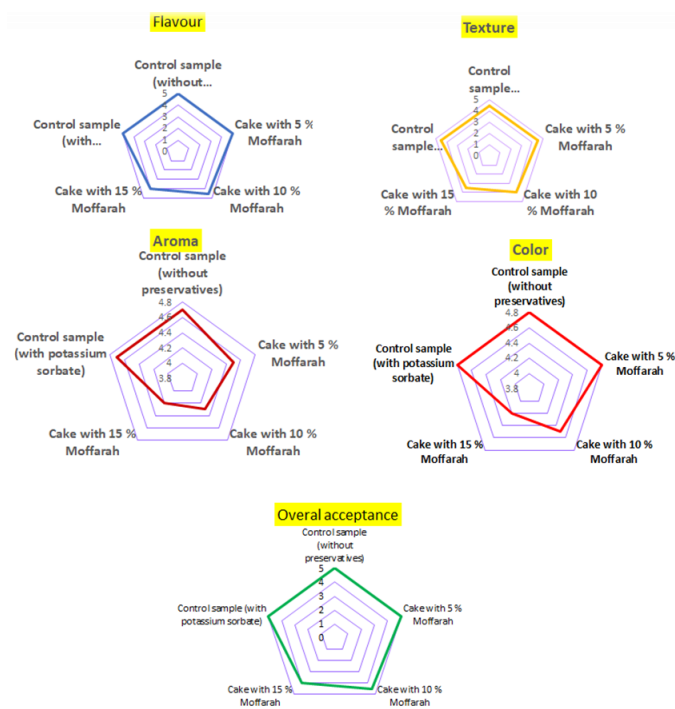 Flavour
Control sample
(without...
5
4
3
2
1
0
Cake with 5 %
Moffarah
Cake with 10 %
Moffarah
Cake with 15 %
Moffarah
Control sample
(with...
Texture
Control
sample...
5
4
3
2
1
0
Cake with 5 %
Moffarah
Cake with 10
% Moffarah
Cake with 15
% Moffarah
Control
sample...
Aroma
Control sample
(without
preservatives)
4.8
4.6
4.4
4.2
4
3.8
Cake with 5 %
Moffarah
Cake with 10 %
Moffarah
Cake with 15 %
Moffarah
Control sample
(with potassium
sorbate)
Color
Control sample
(without
preservatives)
4.8
4.6
4.4
4.2
4
3.8
Cake with 5 %
Moffarah
Cake with 10 %
Moffarah
Cake with 15 %
Moffarah
Control sample
(with potassium
sorbate)
Overal acceptance
Control sample
(without
preservatives)
5
4
3
2
1
0
Cake with 5 %
Moffarah
Cake with 10 %
Moffarah
Cake with 15 %
Moffarah
Control sample (with
potassium sorbate)